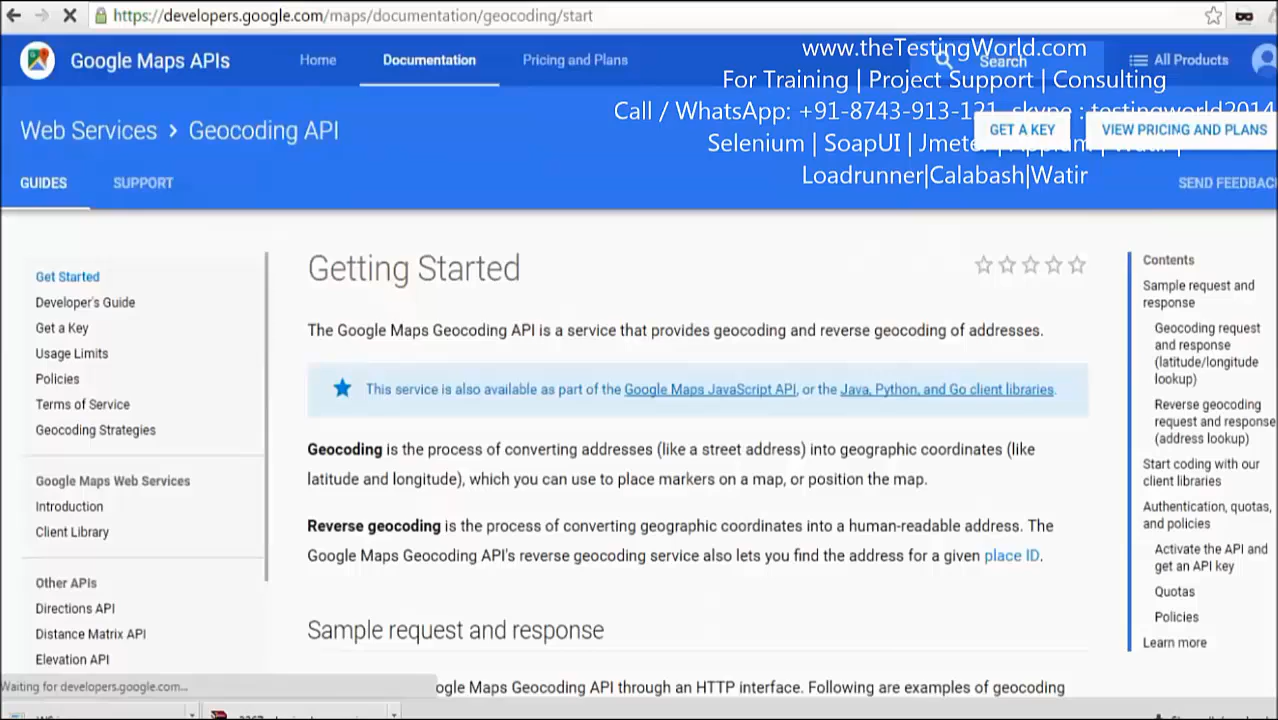 https://developers.google.com/maps/documentation/geocoding/start
Google Maps APIs
Home
Documentation
Pricing and Plans
Search
All Products
www.theTestingWorld.com
For Training | Project Support | Consulting
Call / WhatsApp: +91-8743-913-121 skype : testingworld2014
Selenium | SoapUI | Jmeter
Loadrunner|Calabash|Watir
Web Services > Geocoding API
GET A KEY
VIEW PRICING AND PLANS
GUIDES
SUPPORT
SEND FEEDBAC
Get Started
Developer's Guide
Get a Key
Usage Limits
Policies
Terms of Service
Geocoding Strategies
Google Maps Web Services
Introduction
Client Library
Other APIs
Directions API
Distance Matrix API
Elevation API
Getting Started
The Google Maps Geocoding API is a service that provides geocoding and reverse geocoding of addresses.
This service is also available as part of the Google Maps JavaScript API, or the Java, Python, and Go client libraries.
Geocoding is the process of converting addresses (like a street address) into geographic coordinates (like
latitude and longitude), which you can use to place markers on a map, or position the map.
Reverse geocoding is the process of converting geographic coordinates into a human-readable address. The
Google Maps Geocoding API's reverse geocoding service also lets you find the address for a given place ID.
Sample request and response
ogle Maps Geocoding API through an HTTP interface. Following are examples of geocoding
Contents
Sample request and
response
Geocoding request
and response
(latitude/longitude
lookup)
Reverse geocoding
request and response
(address lookup)
Start coding with our
client libraries
Authentication, quotas,
and policies
Activate the API and
get an API key
Quotas
Policies
Learn more
Waiting for developers.google.com...